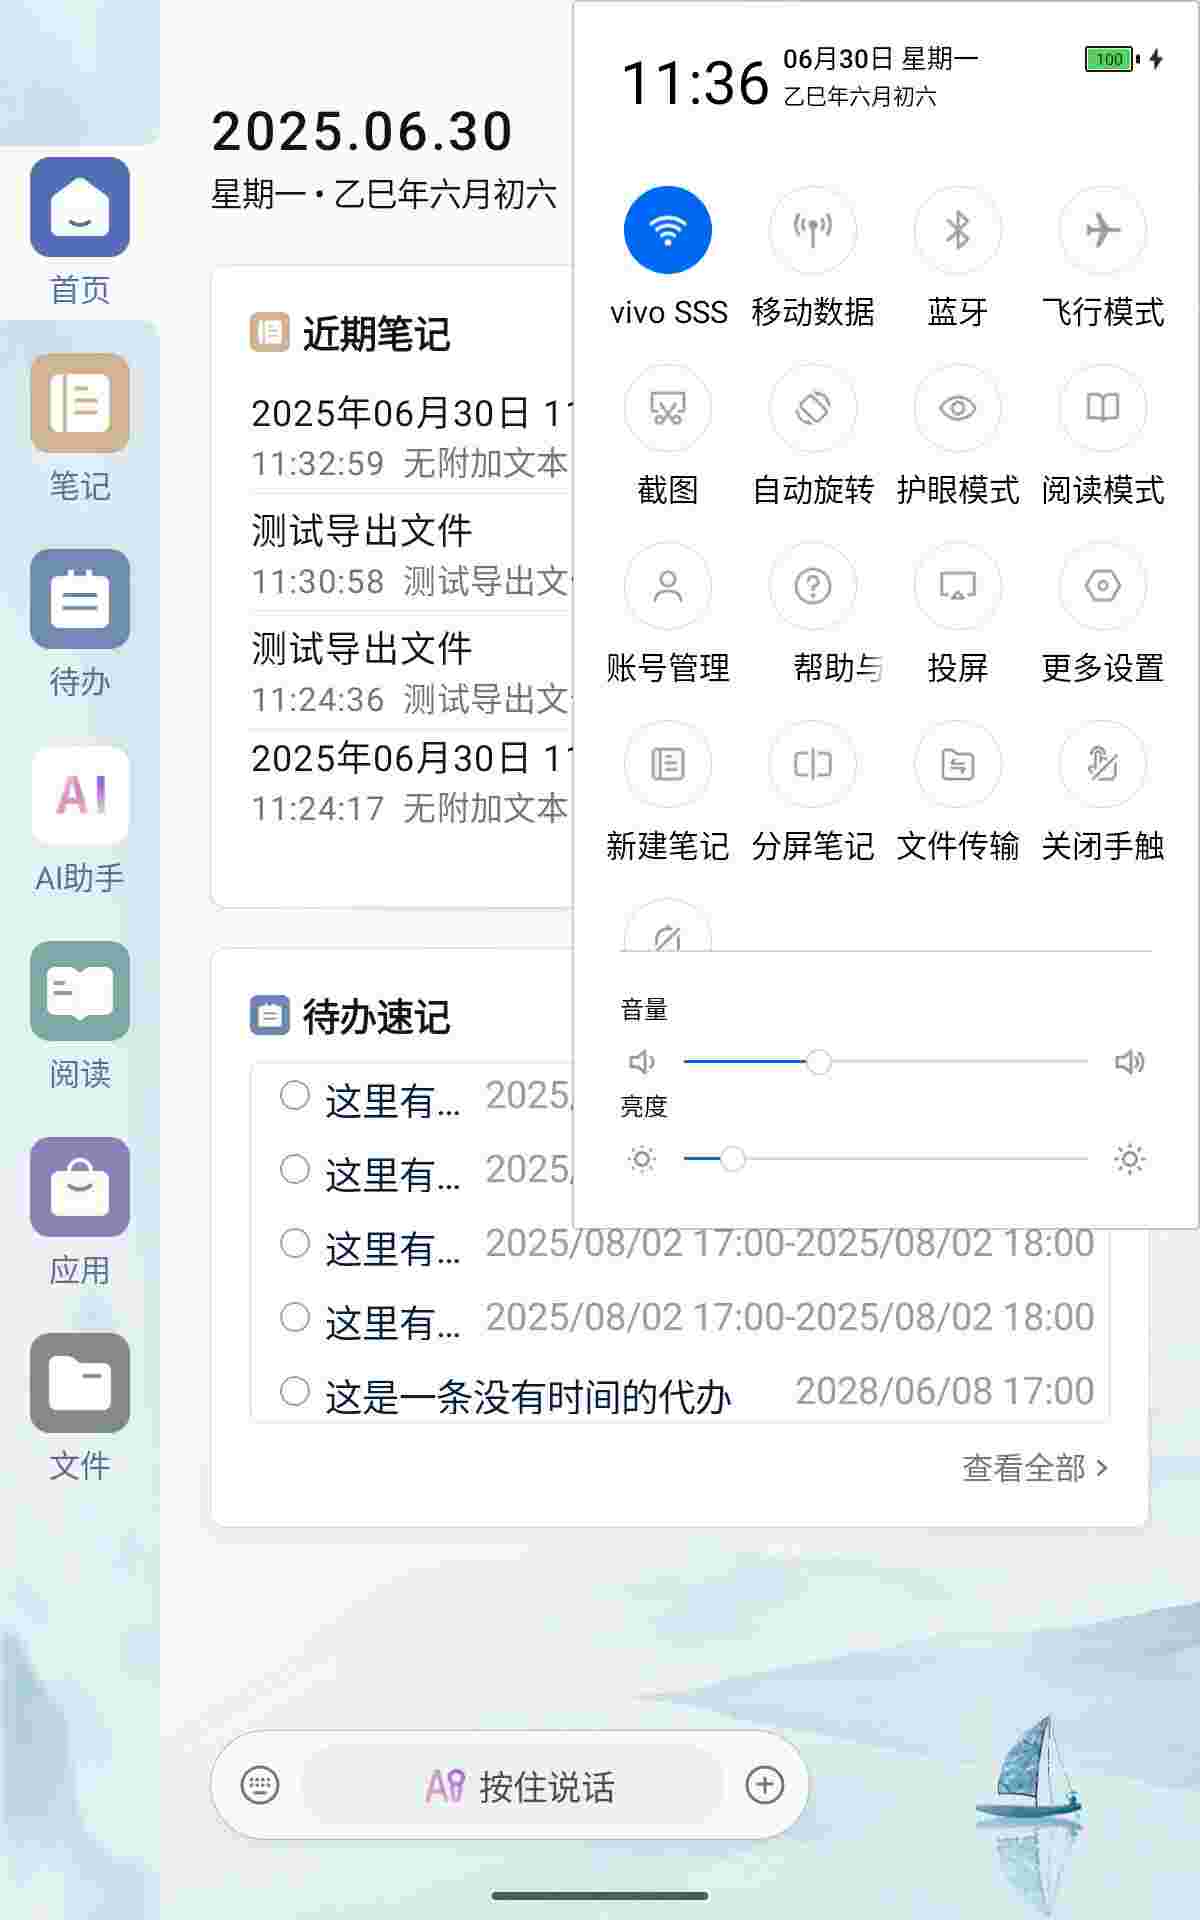 11:36
06月30日 星期一
乙巳年六月初六
100
2025.06.30
星期一 • 乙巳年六月初六
首页
笔记
待办
AI
AI助手
阅读
应用
文件
近期笔记
2025年06月30日 11
11:32:59 无附加文本
测试导出文件
11:30:58 测试导出文
测试导出文件
11:24:36 测试导出文
2025年06月30日 11
11:24:17 无附加文本
vivo SSS 移动数据 蓝牙 飞行模式
截图 自动旋转 护眼模式 阅读模式
账号管理 帮助与 投屏 更多设置
新建笔记 分屏笔记 文件传输 关闭手触
音量
亮度
待办速记
这里有... 2025/
这里有... 2025/
这里有... 2025/08/02 17:00-2025/08/02 18:00
这里有... 2025/08/02 17:00-2025/08/02 18:00
这是一条没有时间的代办 2028/06/08 17:00
查看全部 >
按住说话